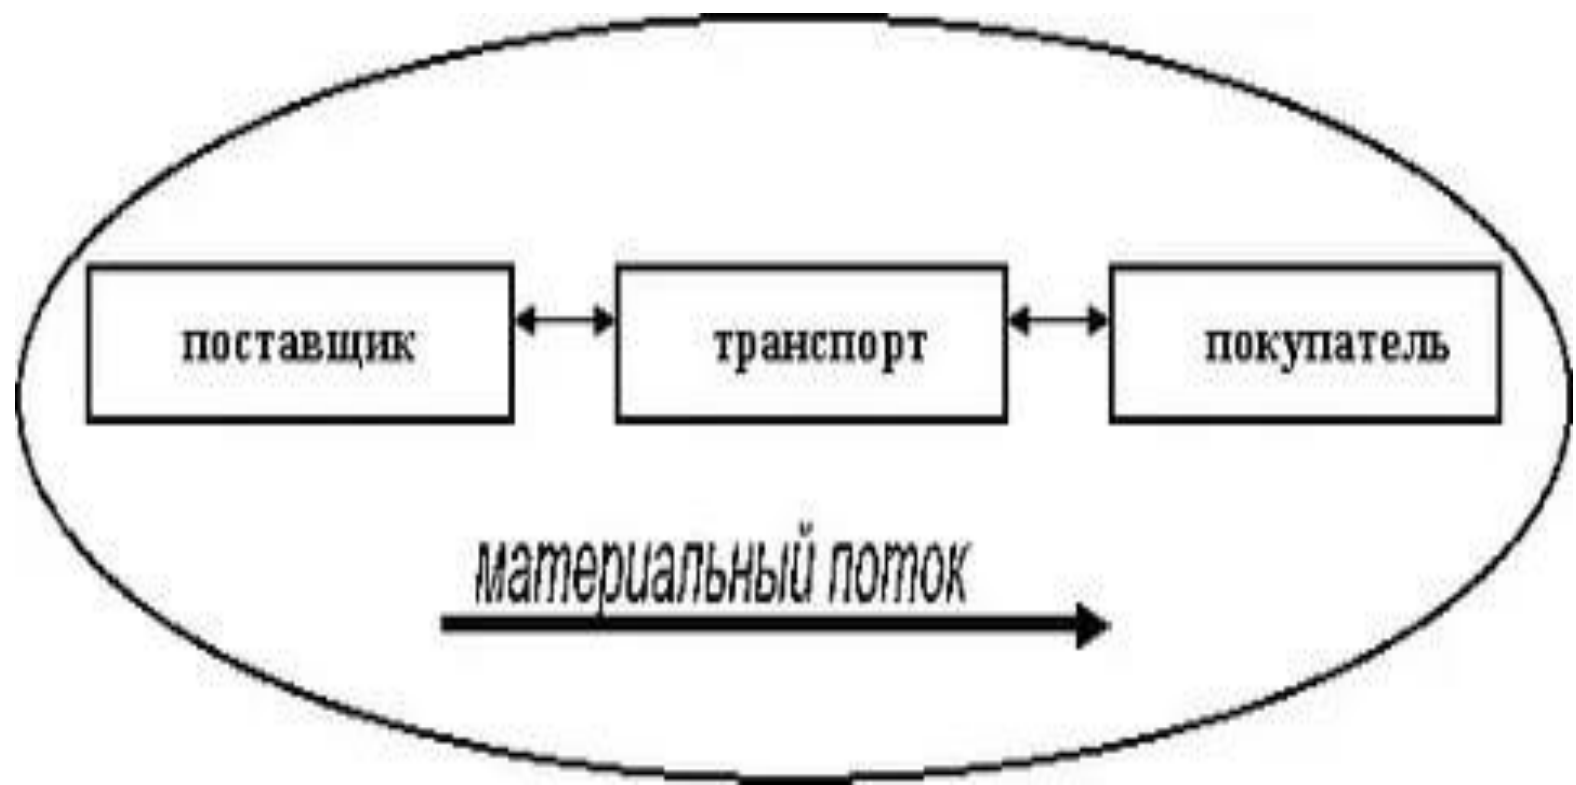 поставщик
транспорт
покупатель
материальный поток